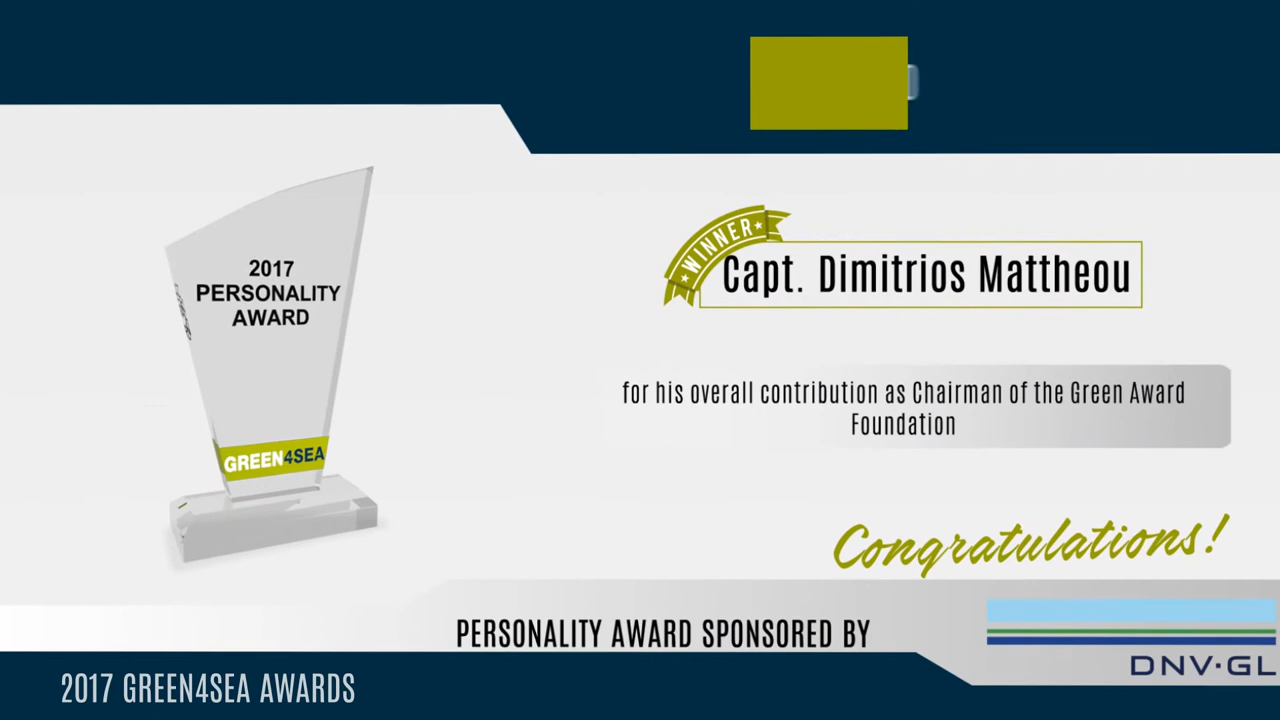 2017
PERSONALITY
AWARD
GREEN4SEA
WINNER
Capt. Dimitrios Mattheou
for his overall contribution as Chairman of the Green Award
Foundation
Congratulations!
PERSONALITY AWARD SPONSORED BY
DNV·GL
2017 GREEN4SEA AWARDS